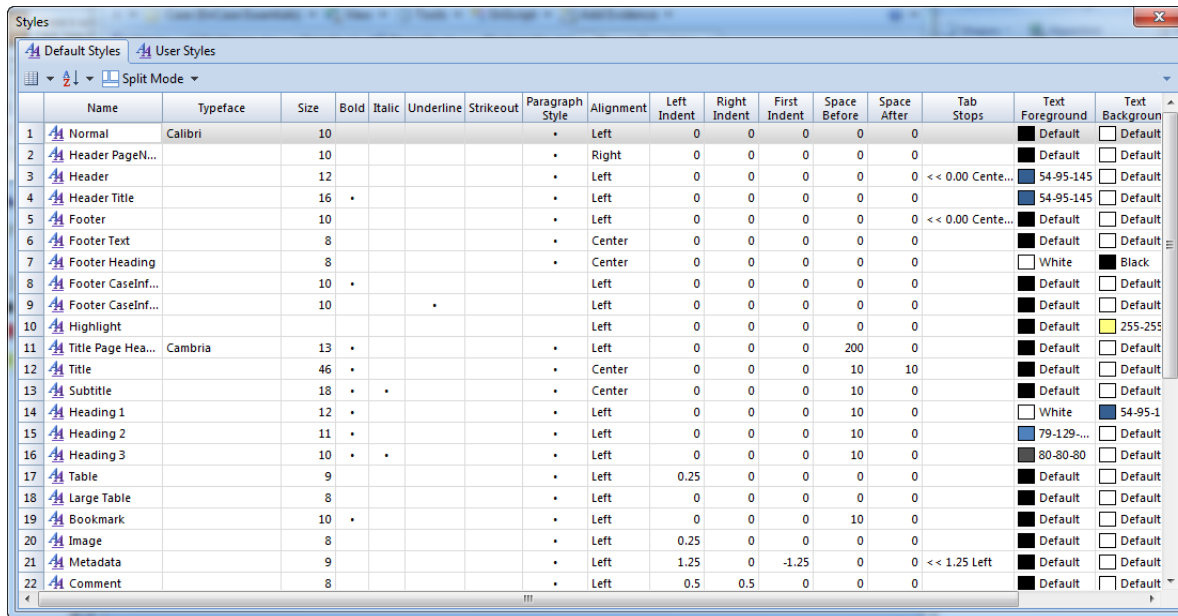 Styles
Default Styles User Styles
Split Mode
Name Typeface Size Bold Italic Underline Strikeout Paragraph Style Alignment Left Indent Right Indent First Indent Space Before Space After Tab Stops Text Foreground Text Backgroun
1 Normal Calibri 10 • Left 0 0 0 0 0 Default Default
2 Header PageN... 10 • Right 0 0 0 0 0 Default Default
3 Header 12 • Left 0 0 0 0 0 << 0.00 Cente... 54-95-145 Default
4 Header Title 16 • • Left 0 0 0 0 0 54-95-145 Default
5 Footer 10 • Left 0 0 0 0 0 << 0.00 Cente... Default Default
6 Footer Text 8 • Center 0 0 0 0 0 Default Default
7 Footer Heading 8 • Center 0 0 0 0 0 White Black
8 Footer CaseInf... 10 • Left 0 0 0 0 0 Default Default
9 Footer CaseInf... 10 • Left 0 0 0 0 0 Default Default
10 Highlight Left 0 0 0 0 0 Default 255-255
11 Title Page Hea... Cambria 13 • • Left 0 0 0 200 0 Default Default
12 Title 46 • • Center 0 0 0 10 10 Default Default
13 Subtitle 18 • • • Center 0 0 0 10 0 Default Default
14 Heading 1 12 • • Left 0 0 0 10 0 White 54-95-1
15 Heading 2 11 • • Left 0 0 0 10 0 79-129-... Default
16 Heading 3 10 • • • Left 0 0 0 10 0 80-80-80 Default
17 Table 9 • Left 0.25 0 0 0 0 Default Default
18 Large Table 8 • Left 0 0 0 0 0 Default Default
19 Bookmark 10 • • Left 0 0 0 10 0 Default Default
20 Image 8 • Left 0.25 0 0 0 0 Default Default
21 Metadata 9 • Left 1.25 0 -1.25 0 0 << 1.25 Left Default Default
22 Comment 8 • Left 0.5 0.5 0 0 0 Default Default